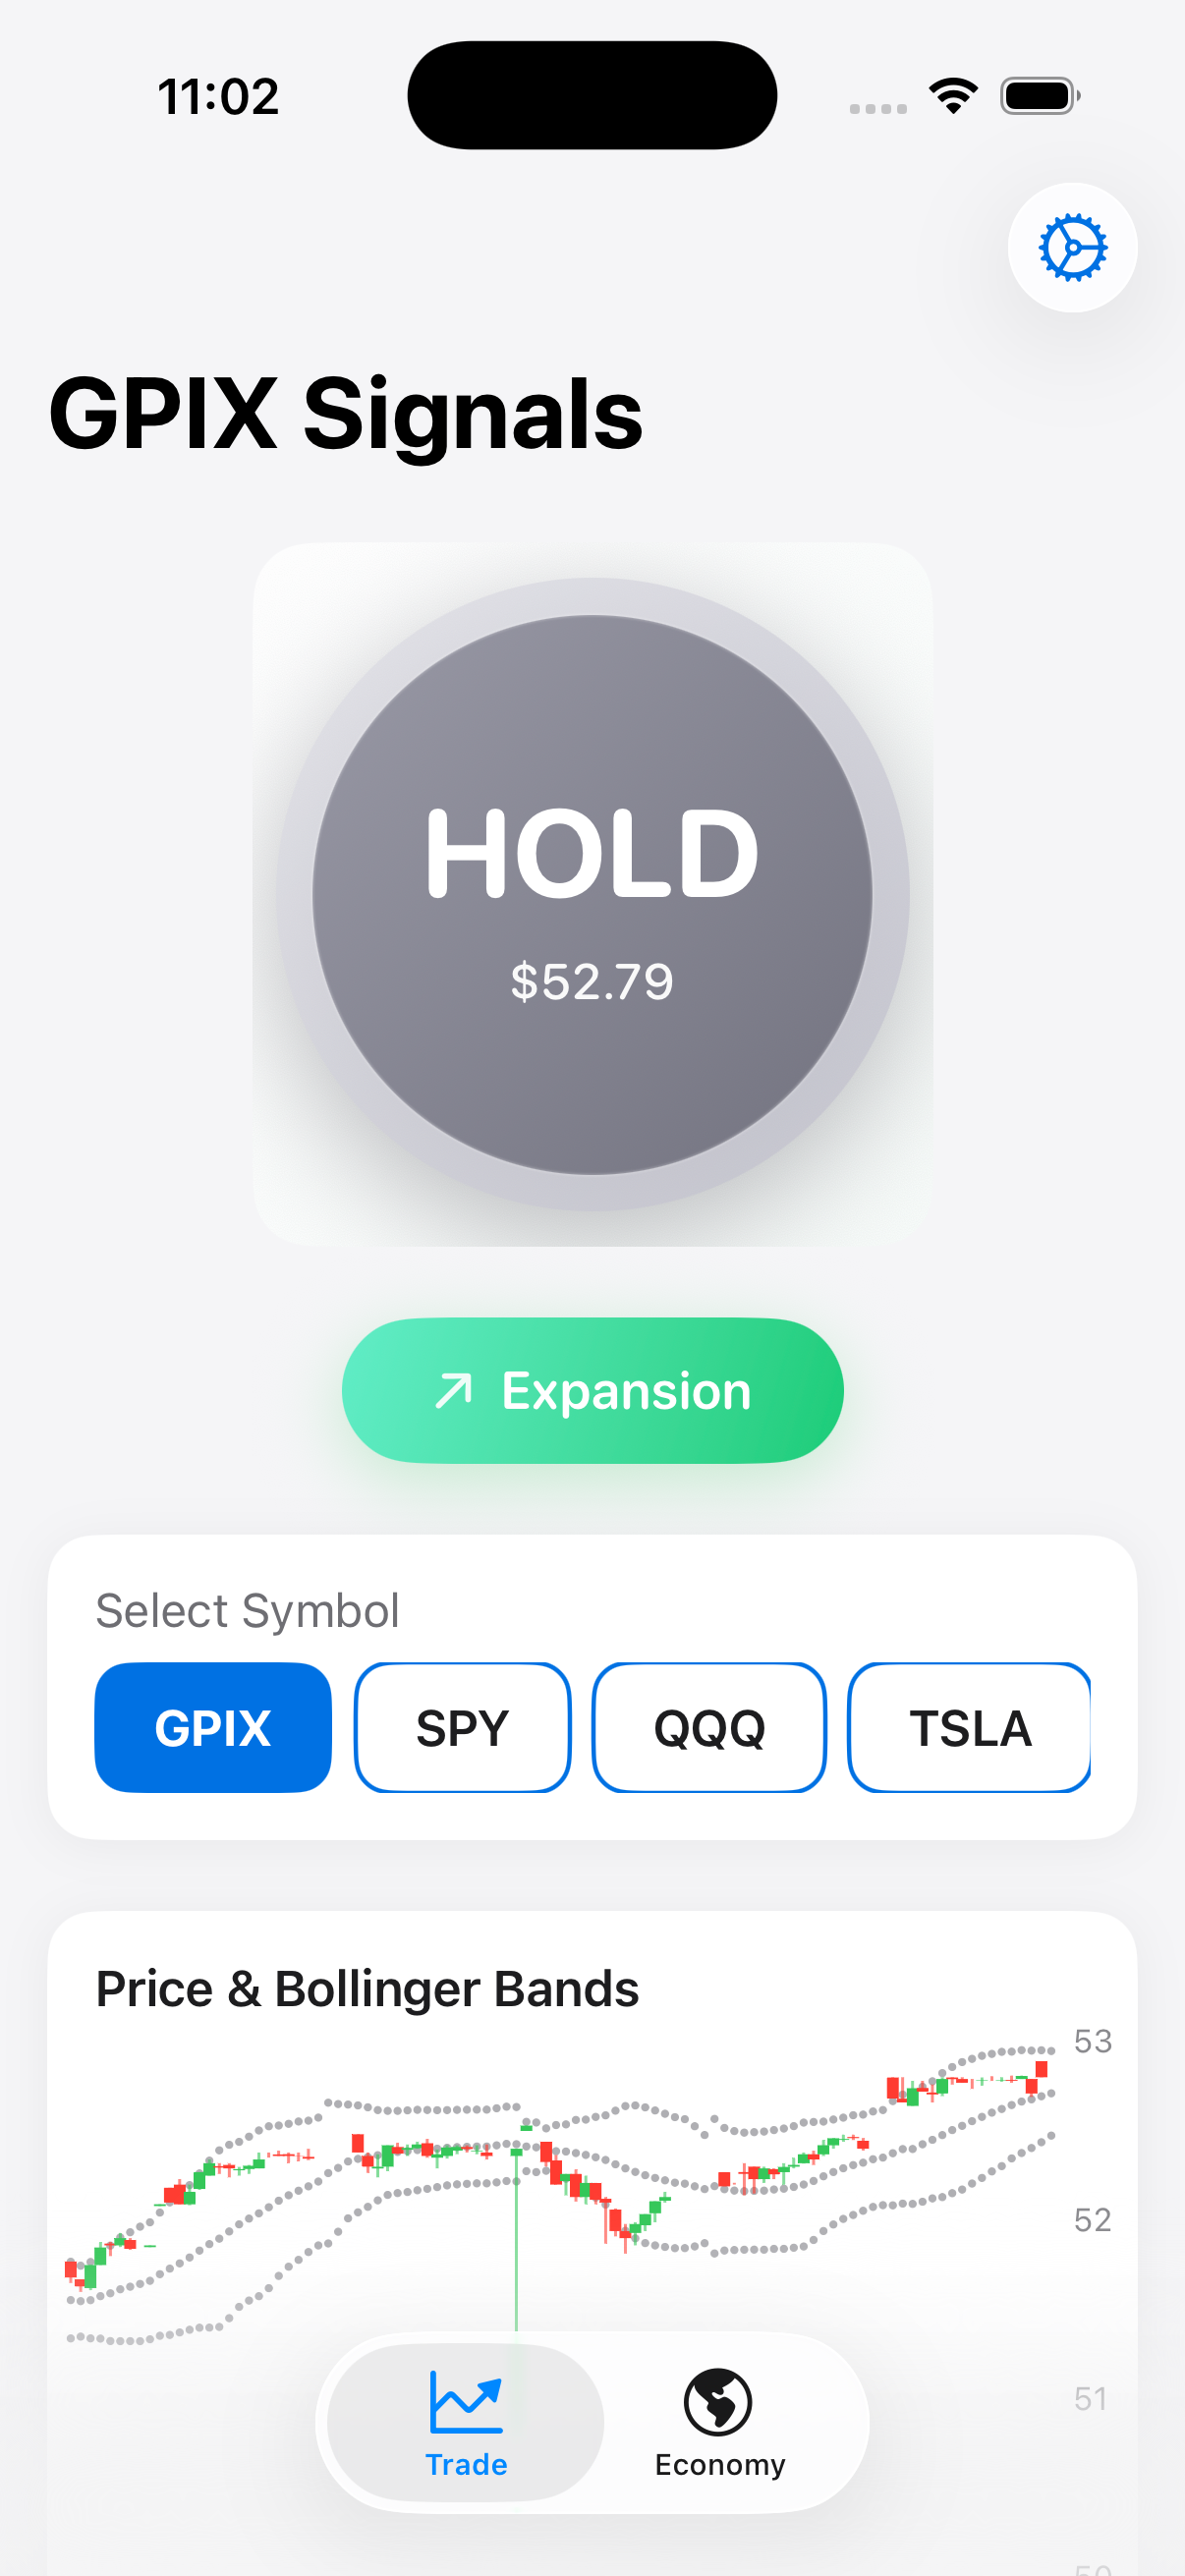 11:02
GPIX Signals
HOLD
$52.79
Expansion
Select Symbol
GPIX SPY QQQ TSLA
Price & Bollinger Bands
53
52
51
50
Trade Economy